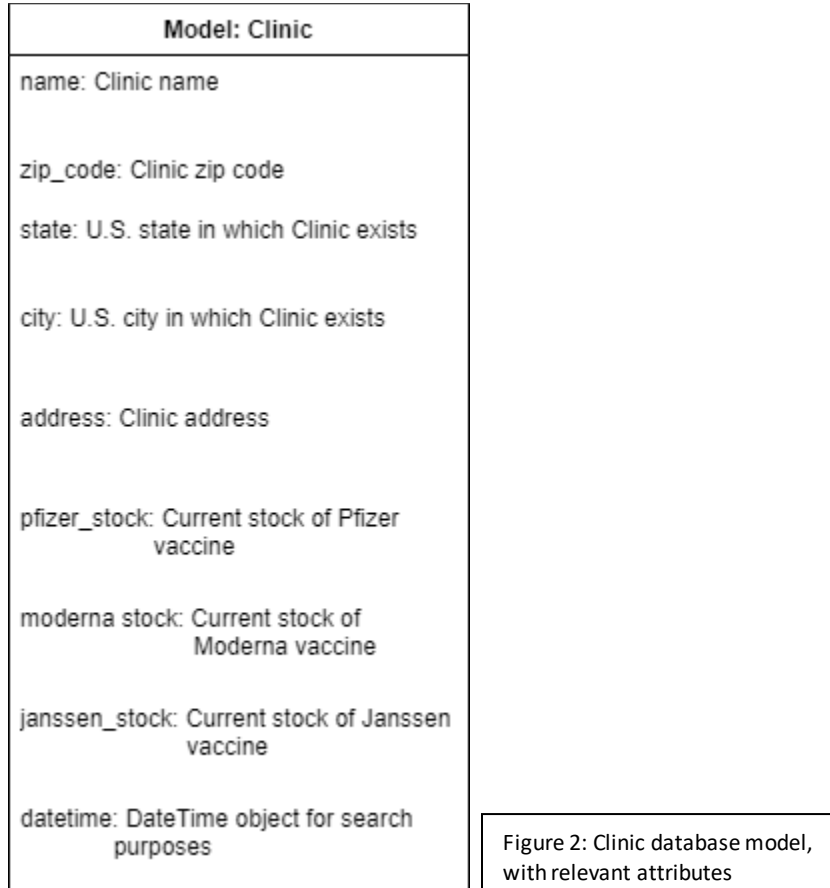 Model: Clinic
name: Clinic name
zip_code: Clinic zip code
state: U.S. state in which Clinic exists
city: U.S. city in which Clinic exists
address: Clinic address
pfizer_stock: Current stock of Pfizer
vaccine
moderna stock: Current stock of
Moderna vaccine
janssen_stock: Current stock of Janssen
vaccine
datetime: DateTime object for search
purposes
Figure 2: Clinic database model,
with relevant attributes